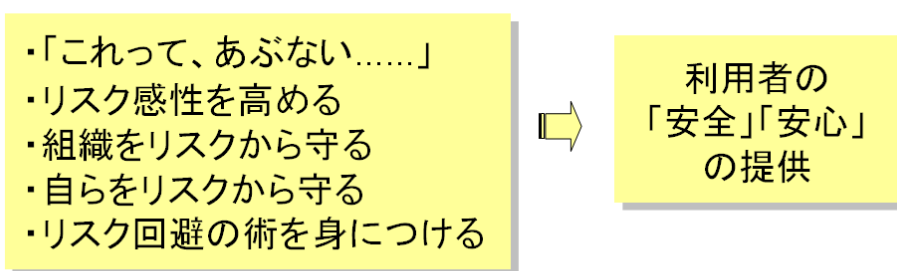 ・「これって、あぶない……」
・リスク感性を高める
・組織をリスクから守る
・自らをリスクから守る
・リスク回避の術を身につける
利用者の
「安全」「安心」
の提供